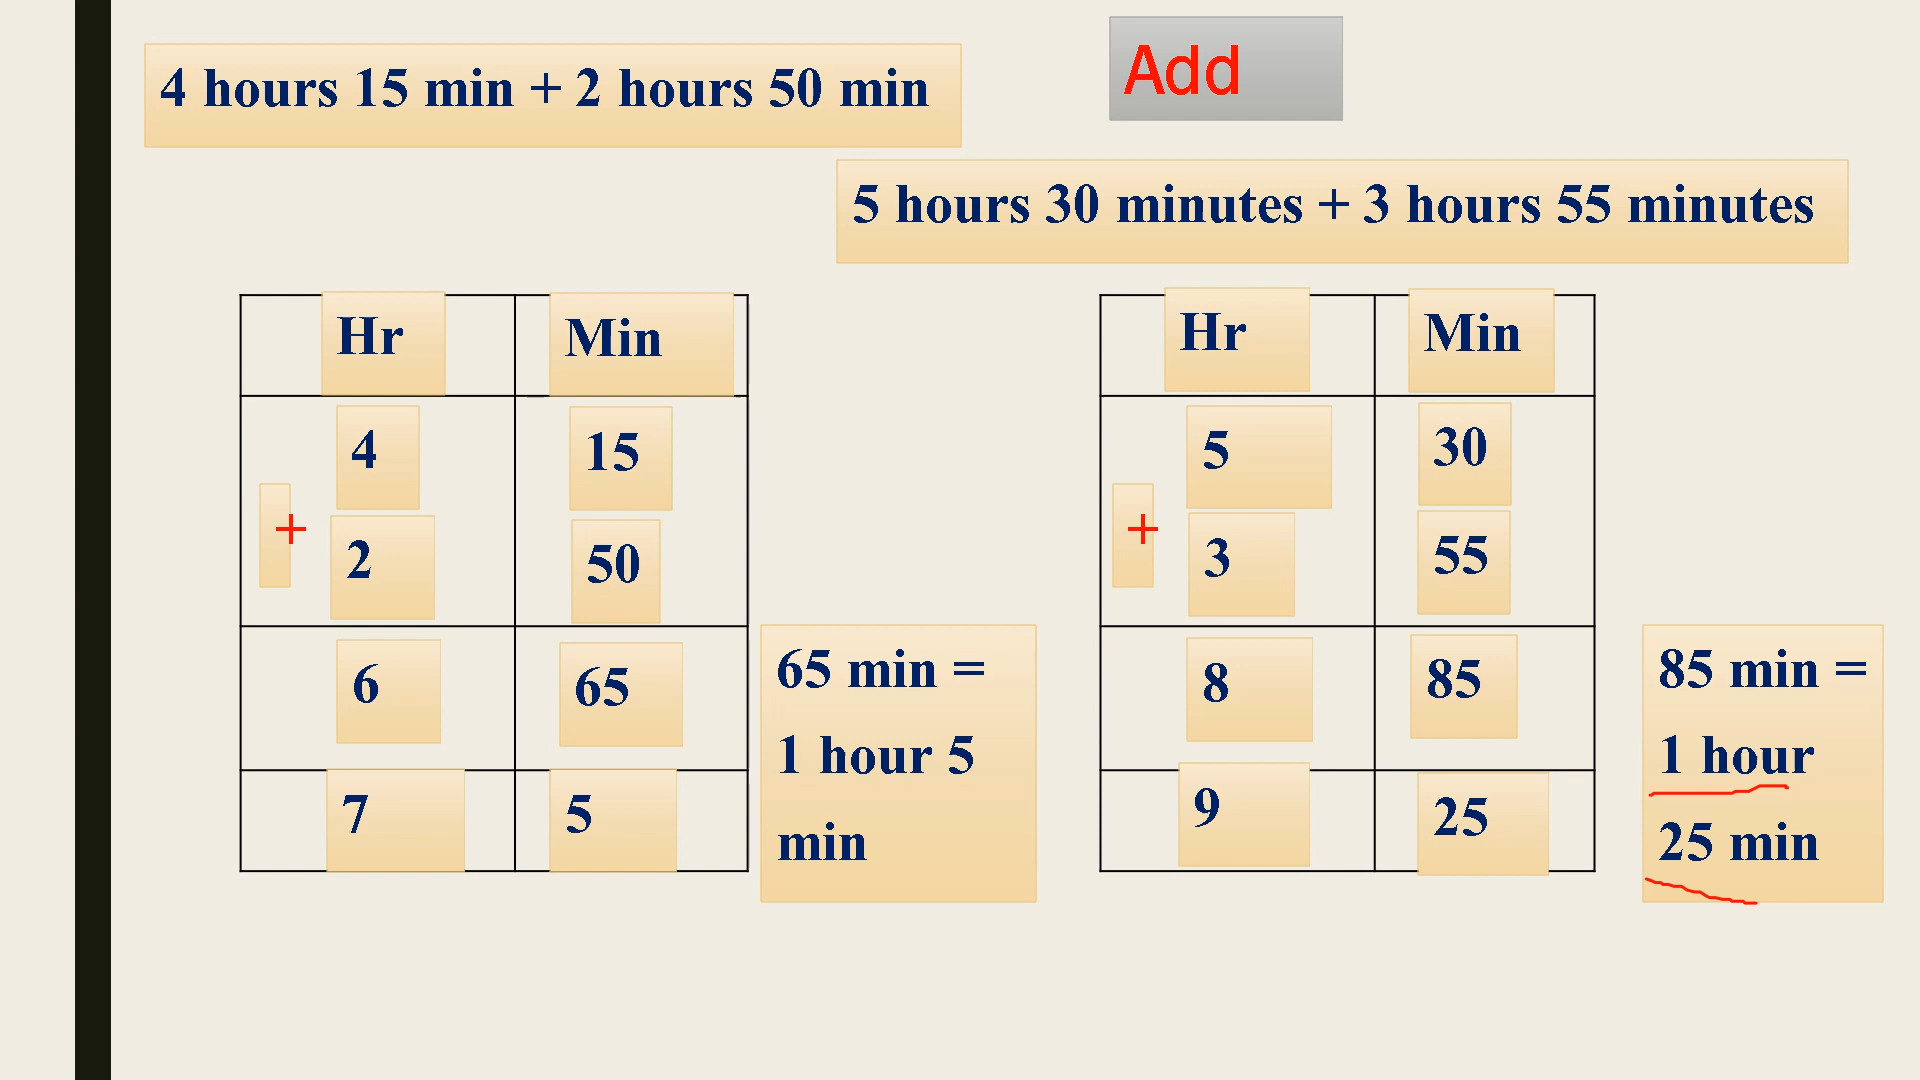 Add
4 hours 15 min + 2 hours 50 min
5 hours 30 minutes + 3 hours 55 minutes
Hr Min
4 15
+
2 50
6 65
7 5
65 min =
1 hour 5
min
Hr Min
5 30
+
3 55
8 85
9 25
85 min =
1 hour
25 min